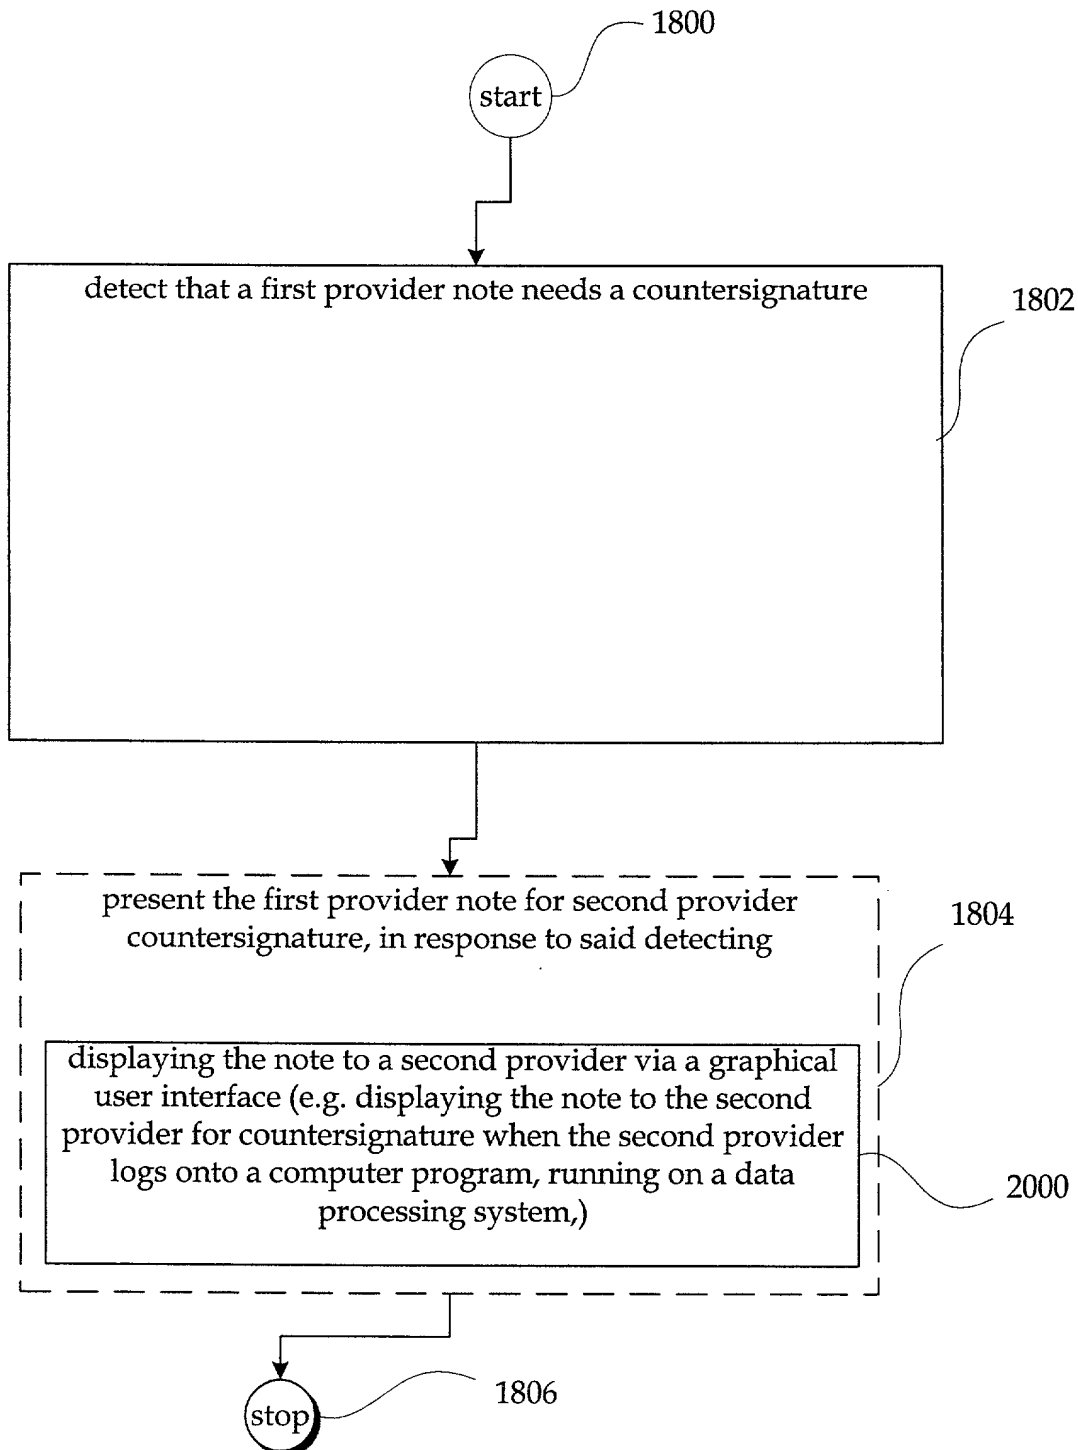 1800
start
detect that a first provider note needs a countersignature
1802
present the first provider note for second provider
countersignature, in response to said detecting
1804
displaying the note to a second provider via a graphical
user interface (e.g. displaying the note to the second
provider for countersignature when the second provider
logs onto a computer program, running on a data
processing system,)
2000
1806
stop